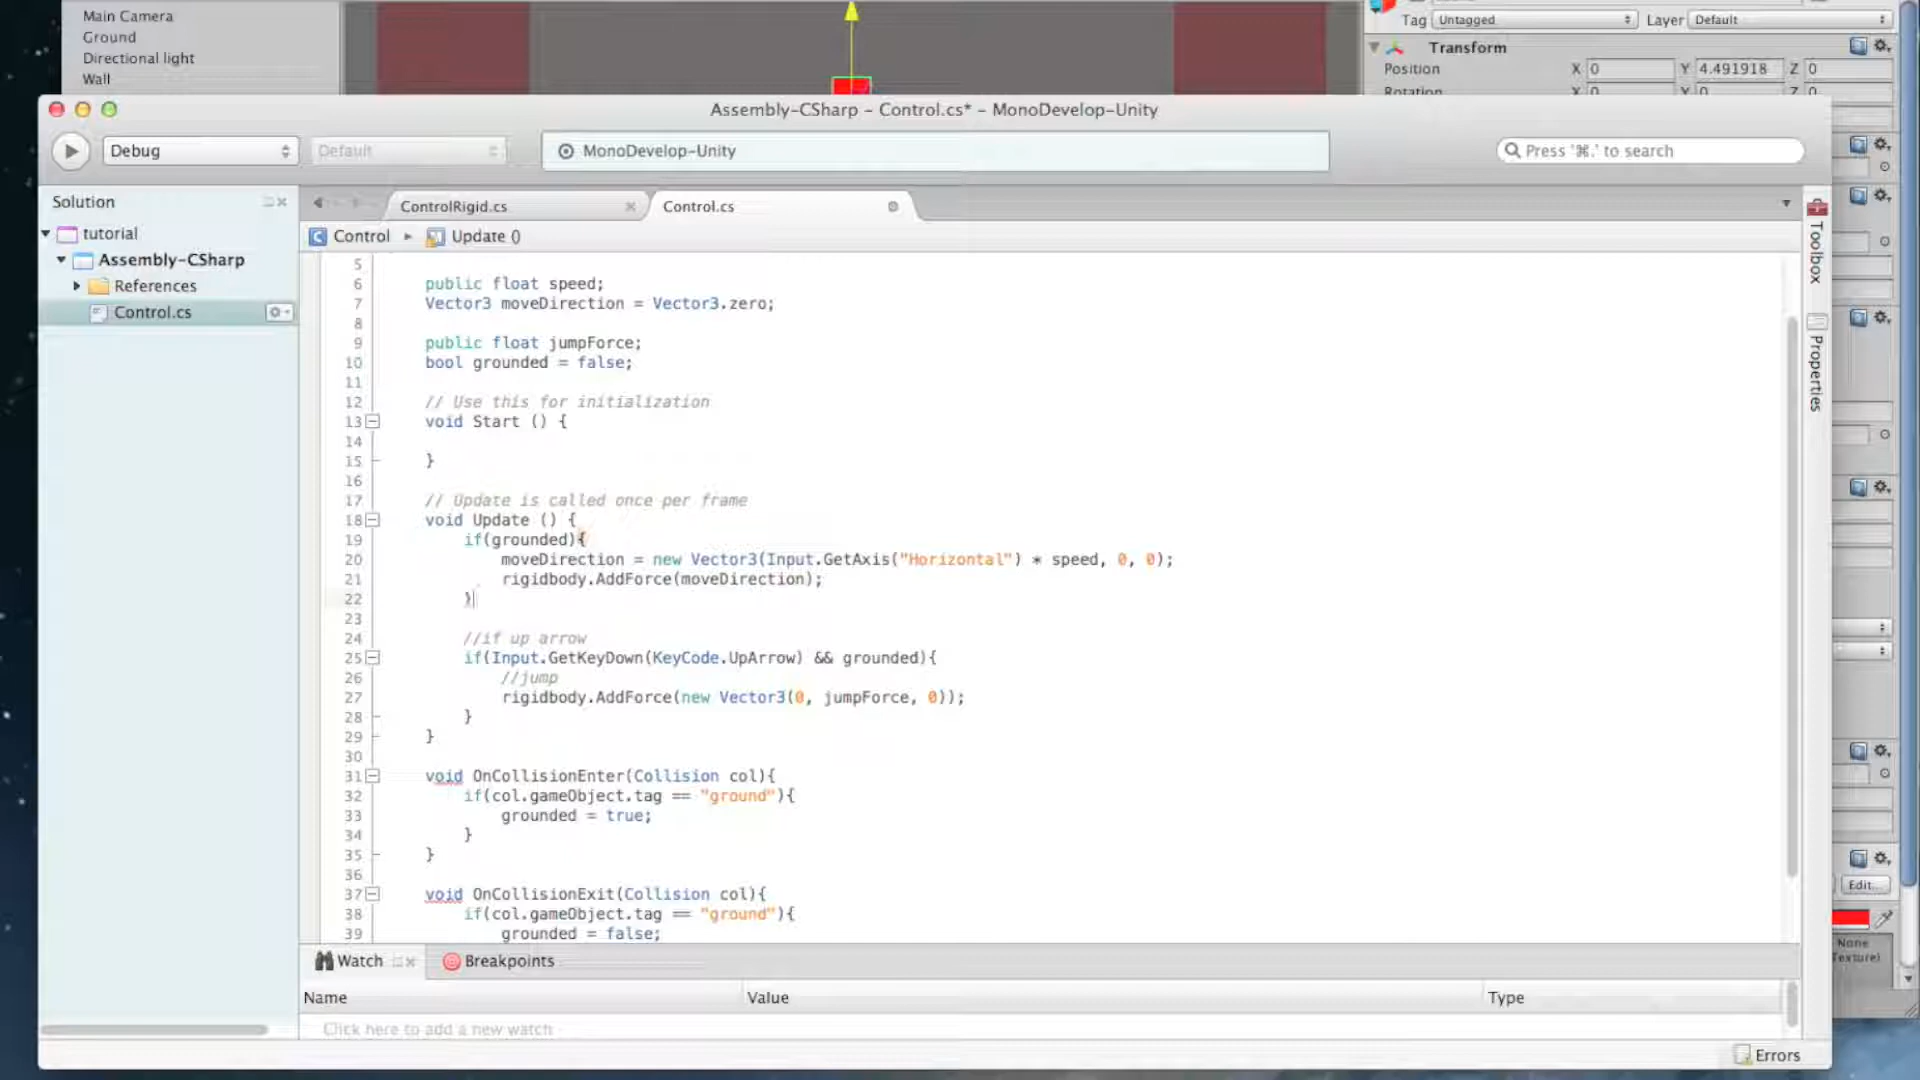 Main Camera
Ground
Directional light
Wall
Tag Untagged Layer Default
Transform
Position X 0 Y 4.491918 Z 0
Rotation X 0 Y 0 Z 0
Assembly-CSharp – Control.cs* – MonoDevelop-Unity
Debug Default MonoDevelop-Unity Press '⌘.' to search
Solution
tutorial
Assembly-CSharp
References
Control.cs
ControlRigid.cs Control.cs
Control Update ()
5
6 public float speed;
7 Vector3 moveDirection = Vector3.zero;
8
9 public float jumpForce;
10 bool grounded = false;
11
12 // Use this for initialization
13 void Start () {
14
15 }
16
17 // Update is called once per frame
18 void Update () {
19 if(grounded){
20 moveDirection = new Vector3(Input.GetAxis("Horizontal") * speed, 0, 0);
21 rigidbody.AddForce(moveDirection);
22 }
23
24 //if up arrow
25 if(Input.GetKeyDown(KeyCode.UpArrow) && grounded){
26 //jump
27 rigidbody.AddForce(new Vector3(0, jumpForce, 0));
28 }
29 }
30
31 void OnCollisionEnter(Collision col){
32 if(col.gameObject.tag == "ground"){
33 grounded = true;
34 }
35 }
36
37 void OnCollisionExit(Collision col){
38 if(col.gameObject.tag == "ground"){
39 grounded = false;
Toolbox
Properties
Edit...
None
Texture)
Watch Breakpoints
Name Value Type
Click here to add a new watch
Errors